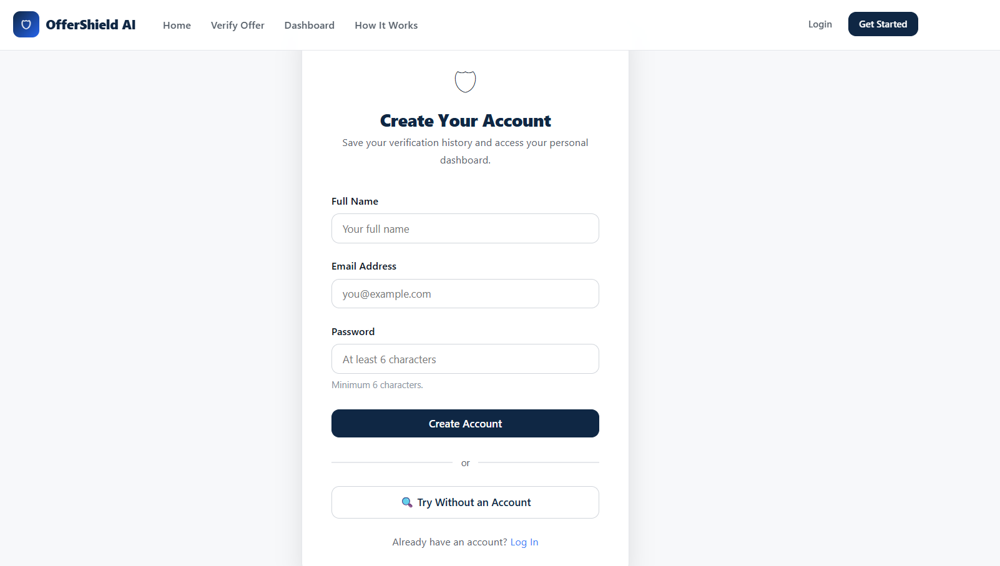 OfferShield AI
Home
Verify Offer
Dashboard
How It Works
Login
Get Started
Create Your Account
Save your verification history and access your personal
dashboard.
Full Name
Your full name
Email Address
you@example.com
Password
At least 6 characters
Minimum 6 characters.
Create Account
or
🔍 Try Without an Account
Already have an account? Log In